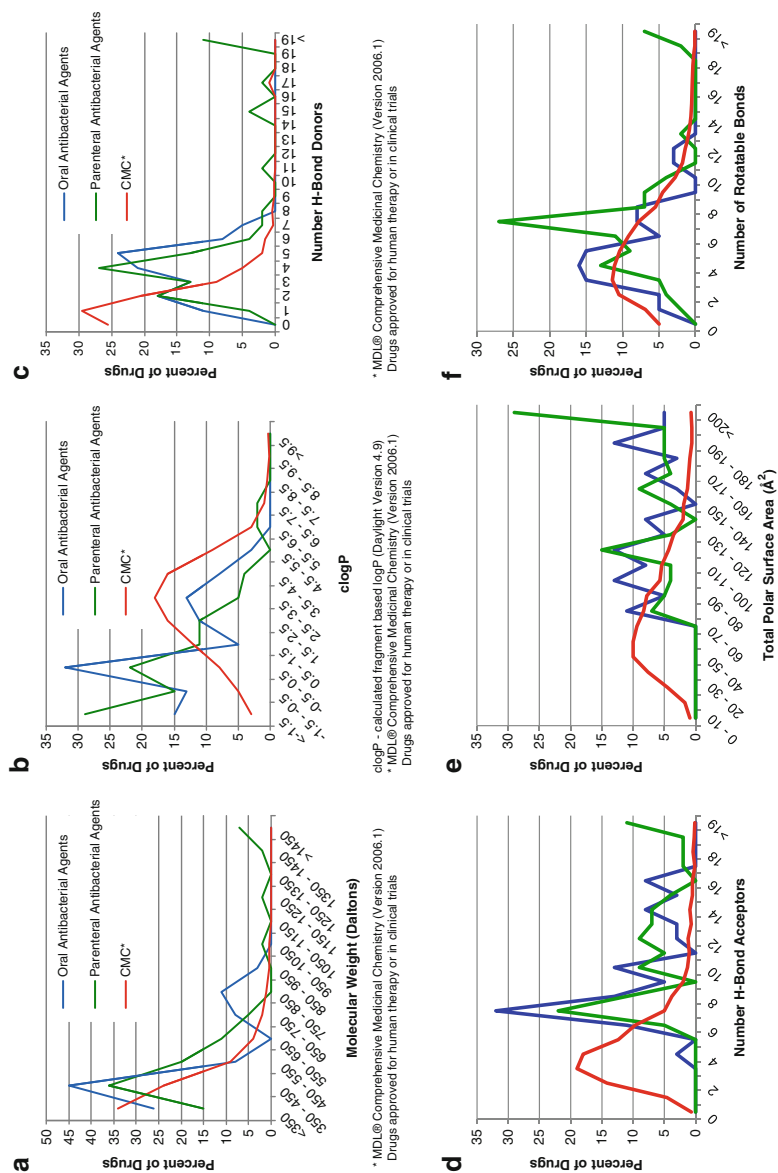 a
Percent of Drugs
50
45
40
35
30
25
20
15
10
5
0
Oral Antibacterial Agents
Parenteral Antibacterial Agents
CMC*
<350
350 - 450
450 - 550
550 - 650
650 - 750
750 - 850
850 - 950
950 - 1050
1050 - 1150
1150 - 1250
1250 - 1350
1350 - 1450
>1450
Molecular Weight (Daltons)
* MDL® Comprehensive Medicinal Chemistry (Version 2006.1)
Drugs approved for human therapy or in clinical trials
b
Percent of Drugs
35
30
25
20
15
10
5
0
Oral Antibacterial Agents
Parenteral Antibacterial Agents
CMC*
<-1.5
-1.5 - -0.5
-0.5 - 0.5
0.5 - 1.5
1.5 - 2.5
2.5 - 3.5
3.5 - 4.5
4.5 - 5.5
5.5 - 6.5
6.5 - 7.5
7.5 - 8.5
8.5 - 9.5
>9.5
clogP
clogP - calculated fragment based logP (Daylight Version 4.9)
* MDL® Comprehensive Medicinal Chemistry (Version 2006.1)
Drugs approved for human therapy or in clinical trials
c
Percent of Drugs
35
30
25
20
15
10
5
0
Oral Antibacterial Agents
Parenteral Antibacterial Agents
CMC*
0 1 2 3 4 5 6 7 8 9 10 11 12 13 14 15 16 17 18 19 >19
Number H-Bond Donors
* MDL® Comprehensive Medicinal Chemistry (Version 2006.1)
Drugs approved for human therapy or in clinical trials
d
Percent of Drugs
35
30
25
20
15
10
5
0
0 2 4 6 8 10 12 14 16 18 >19
Number H-Bond Acceptors
e
Percent of Drugs
35
30
25
20
15
10
5
0
0 - 10
20 - 30
40 - 50
60 - 70
80 - 90
100 - 110
120 - 130
140 - 150
160 - 170
180 - 190
>200
Total Polar Surface Area (Å²)
f
Percent of Drugs
35
30
25
20
15
10
5
0
0 2 4 6 8 10 12 14 16 18 >19
Number of Rotatable Bonds